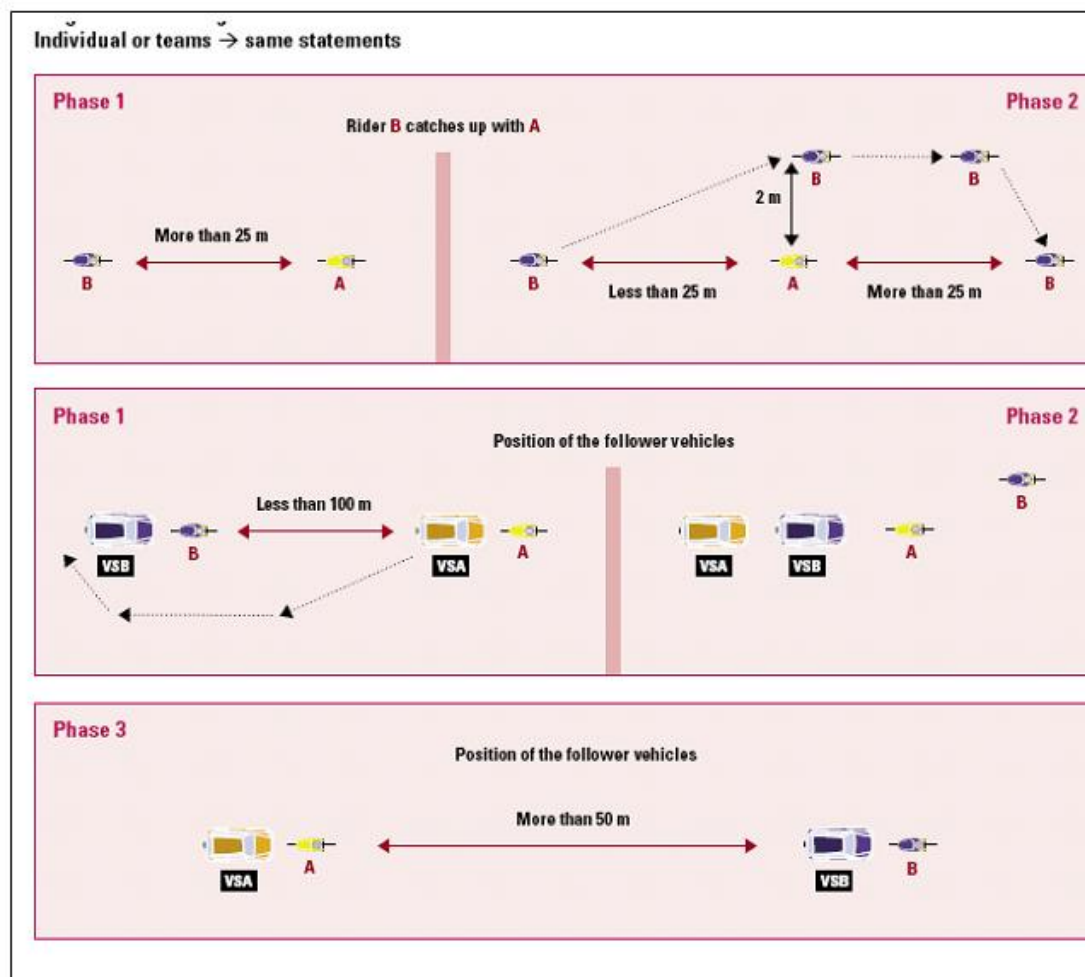 Individual or teams → same statements
Phase 1
Phase 2
Rider B catches up with A
B
B
2 m
More than 25 m
B
A
B
Less than 25 m
A
More than 25 m
B
Phase 1
Phase 2
Position of the follower vehicles
Less than 100 m
B
B
A
A
VSB
VSA
VSA
VSB
Phase 3
Position of the follower vehicles
More than 50 m
A
B
VSA
VSB